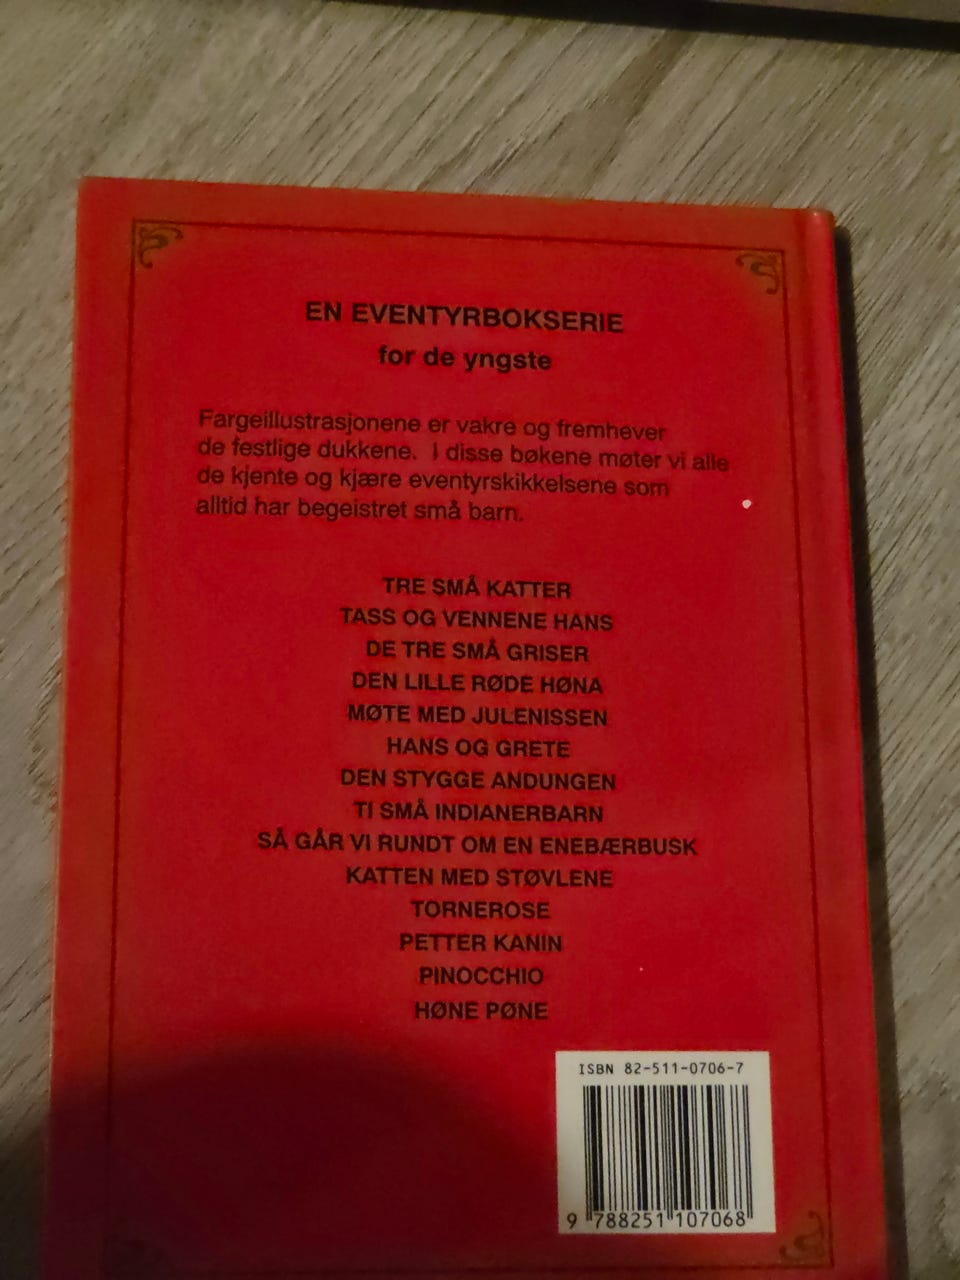 EN EVENTYRBOKSERIE
for de yngste
Fargeillustrasjonene er vakre og fremhever
de festlige dukkene. I disse bøkene møter vi alle
de kjente og kjære eventyrskikkelsene som
alltid har begeistret små barn.
TRE SMÅ KATTER
TASS OG VENNENE HANS
DE TRE SMÅ GRISER
DEN LILLE RØDE HØNA
MØTE MED JULENISSEN
HANS OG GRETE
DEN STYGGE ANDUNGEN
TI SMÅ INDIANERBARN
SÅ GÅR VI RUNDT OM EN ENEBÆRBUSK
KATTEN MED STØVLENE
TORNEROSE
PETTER KANIN
PINOCCHIO
HØNE PØNE
ISBN 82-511-0706-7
9 788251 107068